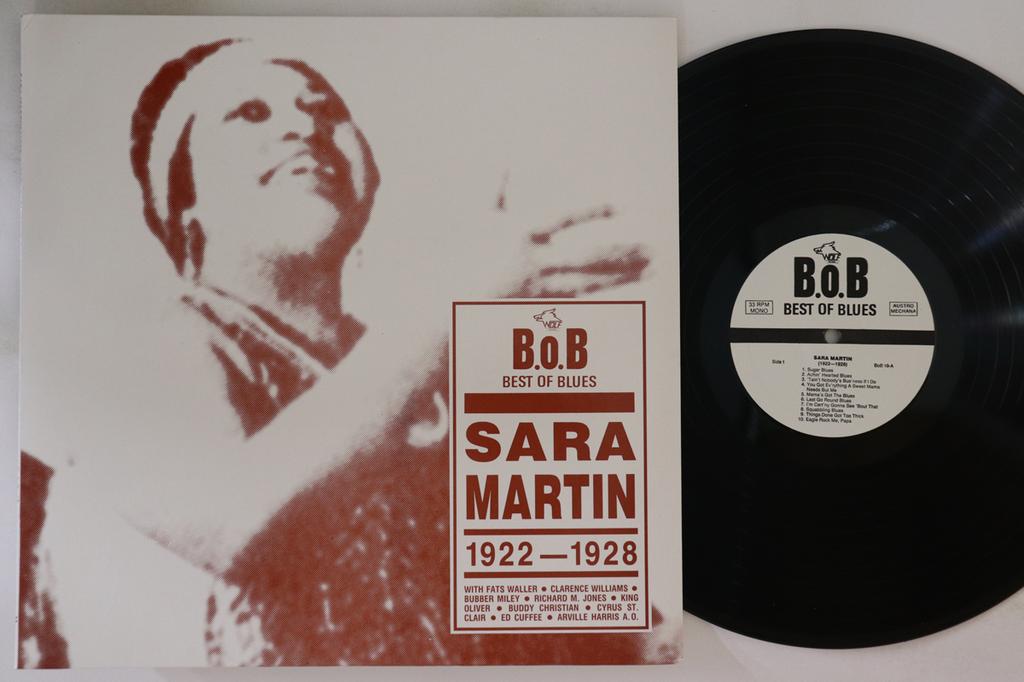 WOLF
B.O.B
BEST OF BLUES
SARA
MARTIN
1922—1928
WITH FATS WALLER • CLARENCE WILLIAMS •
BUBBER MILEY • RICHARD M. JONES • KING
OLIVER • BUDDY CHRISTIAN • CYRUS ST.
CLAIR • ED CUFFEE • ARVILLE HARRIS A.O.
WOLF
B.O.B
BEST OF BLUES
33 RPM
MONO
AUSTRO
MECHANA
Side 1
SARA MARTIN
(1922—1928)
BoB 19-A
1. Sugar Blues
2. Achin' Hearted Blues
3. 'Tain't Nobody's Bus'ness If I Do
4. You Got Ev'rything A Sweet Mama
Needs But Me
5. Mama's Got The Blues
6. Last Go Round Blues
7. I'm Cert'ny Gonna See 'Bout That
8. Squabbling Blues
9. Things Done Got Too Thick
10. Eagle Rock Me, Papa